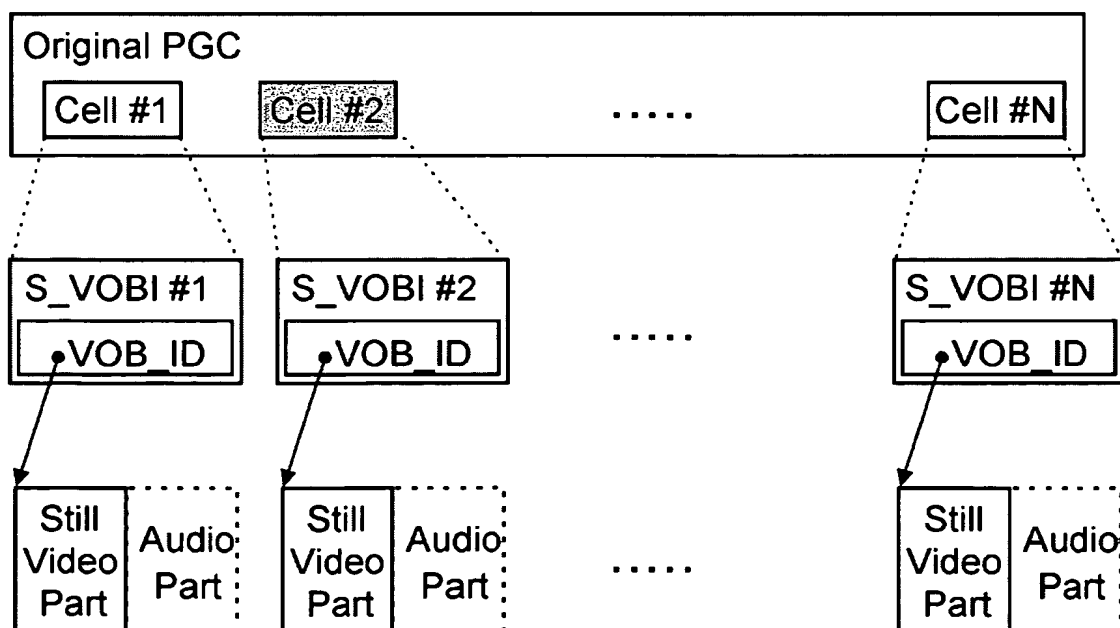 Original PGC
Cell #1 Cell #2 ..... Cell #N
S_VOBI #1 S_VOBI #2 ..... S_VOBI #N
VOB_ID VOB_ID VOB_ID
Still Video Part Audio Part Still Video Part Audio Part ..... Still Video Part Audio Part